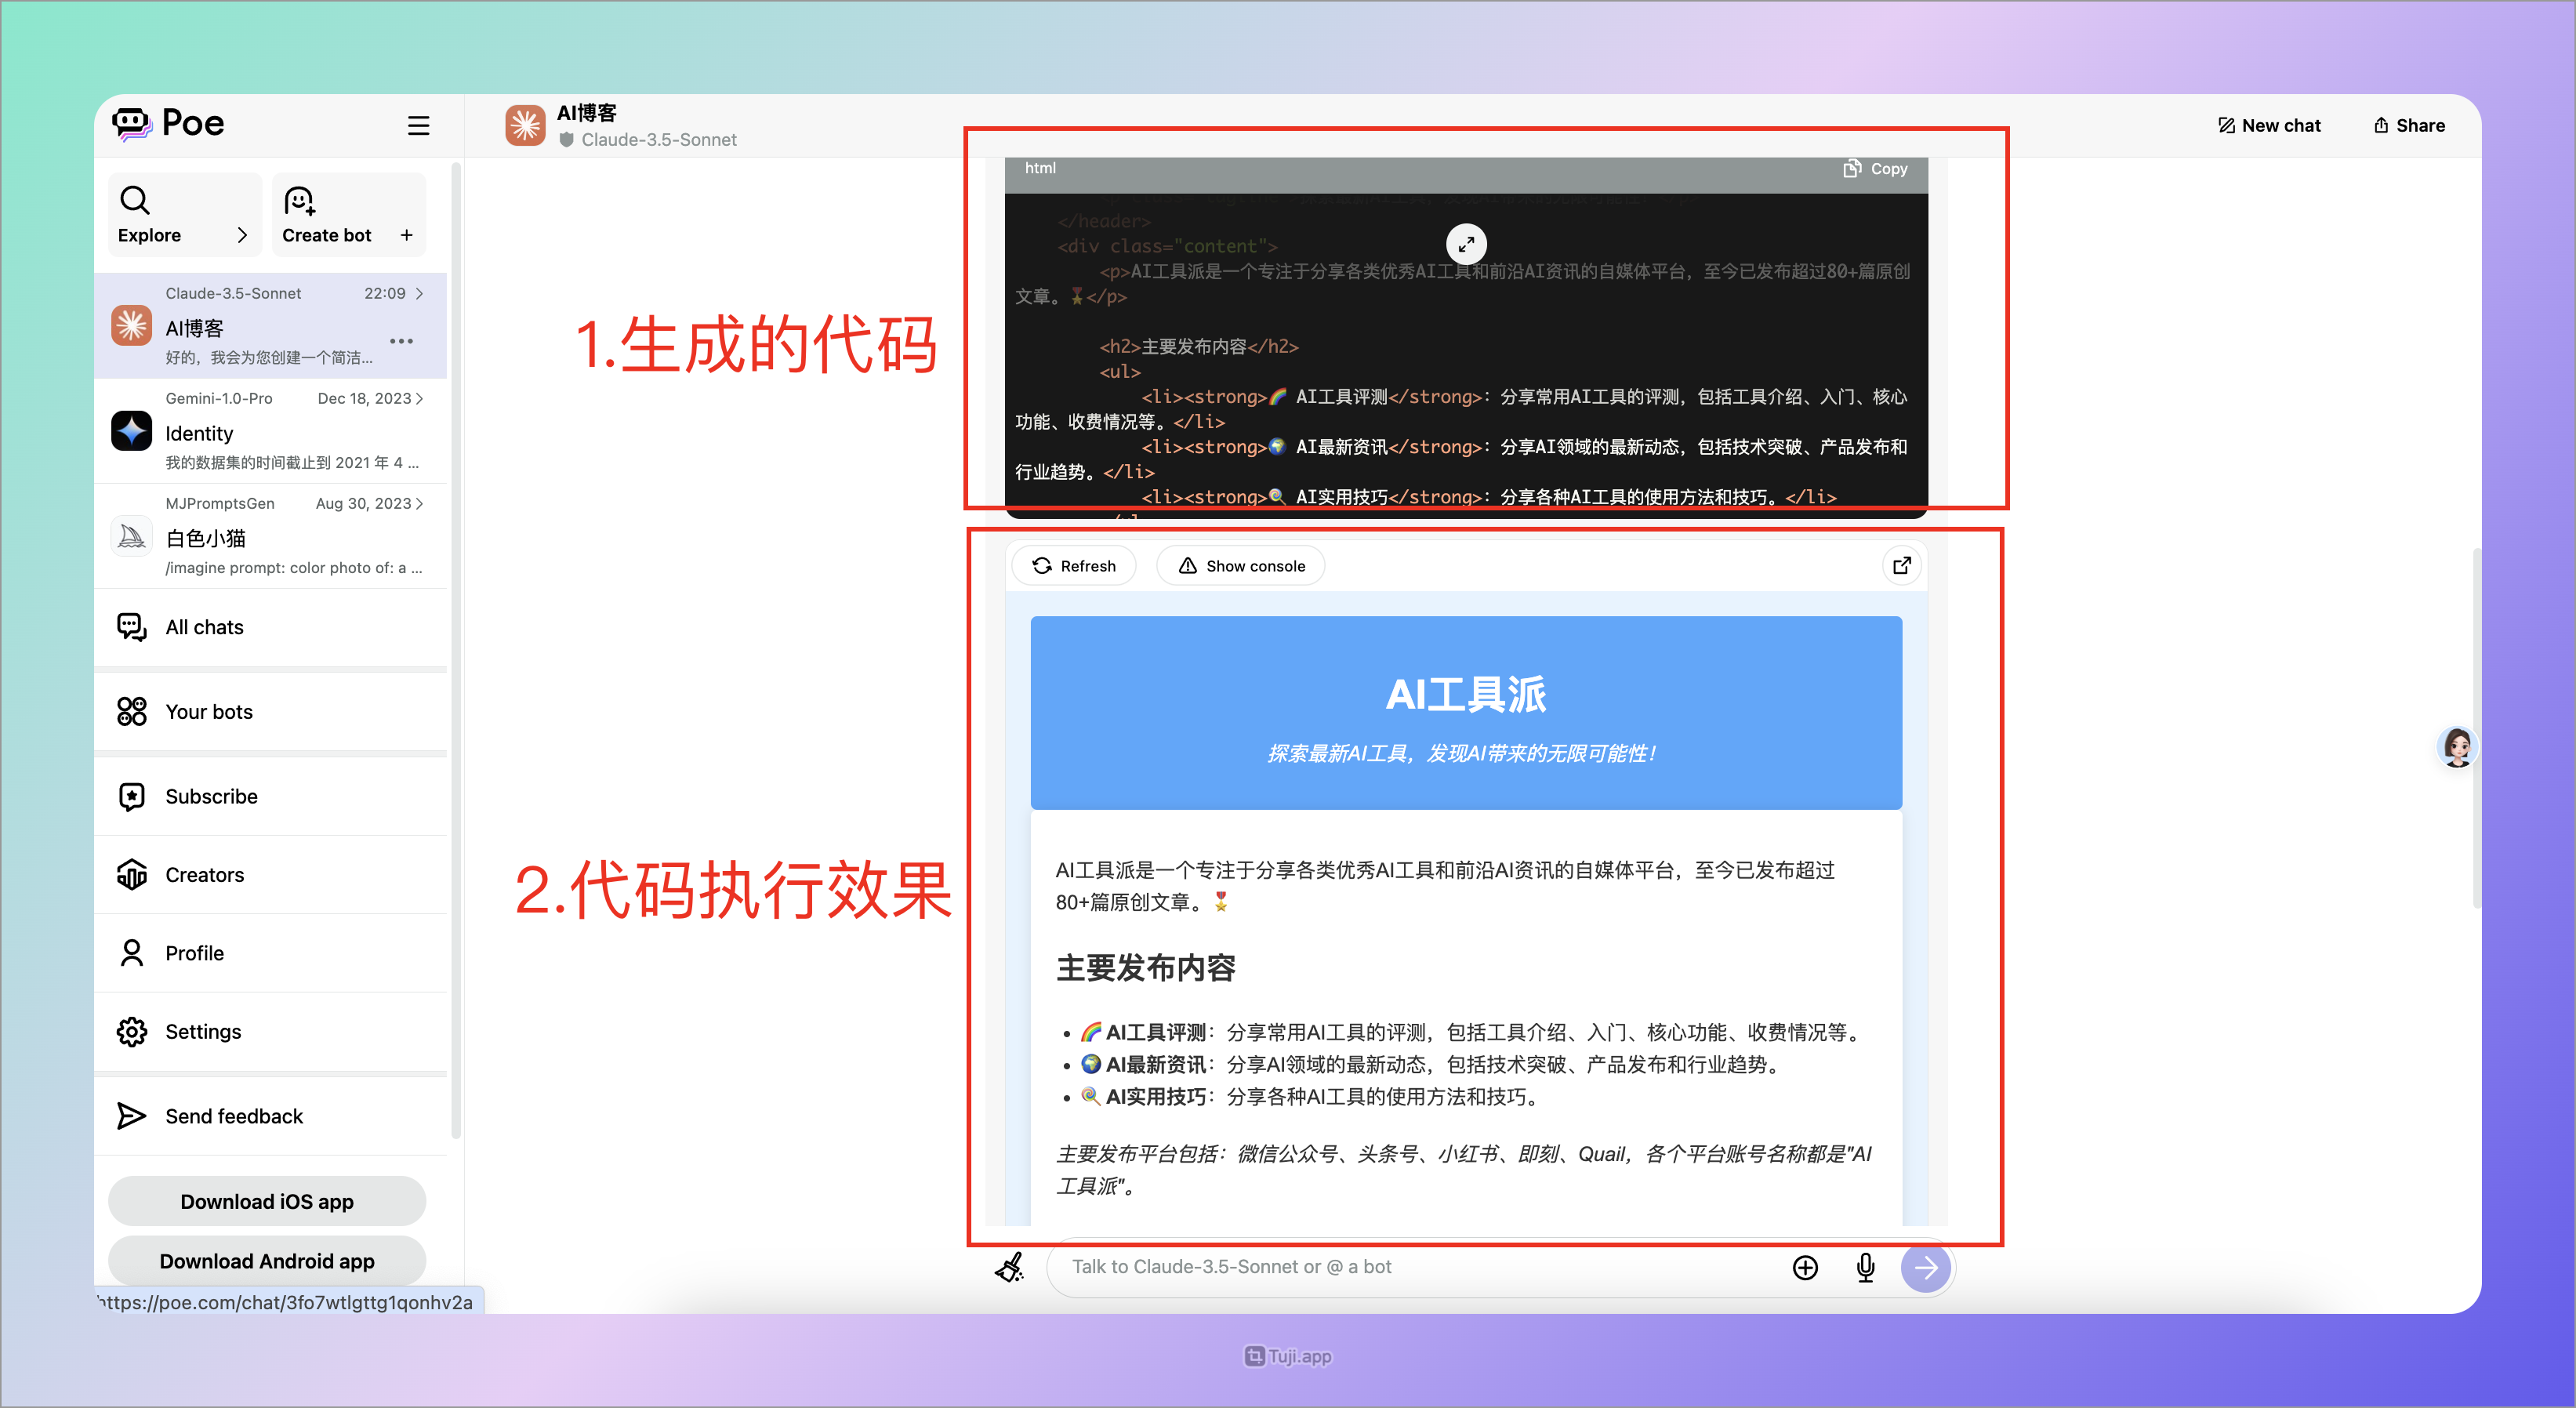 Poe
Explore
Create bot +
Claude-3.5-Sonnet 22:09
AI博客
好的，我会为您创建一个简洁...
Gemini-1.0-Pro Dec 18, 2023
Identity
我的数据集的时间截止到 2021 年 4 ...
MJPromptsGen Aug 30, 2023
白色小猫
/imagine prompt: color photo of: a ...
All chats
Your bots
Subscribe
Creators
Profile
Settings
Send feedback
Download iOS app
Download Android app
https://poe.com/chat/3fo7wtlgttg1qonhv2a
AI博客
Claude-3.5-Sonnet
New chat
Share
1.生成的代码
html
Copy
</header>
<div class="content">
<p>AI工具派是一个专注于分享各类优秀AI工具和前沿AI资讯的自媒体平台，至今已发布超过80+篇原创
文章。🎖️</p>
<h2>主要发布内容</h2>
<ul>
<li><strong>🌈 AI工具评测</strong>：分享常用AI工具的评测，包括工具介绍、入门、核心
功能、收费情况等。</li>
<li><strong>🌍 AI最新资讯</strong>：分享AI领域的最新动态，包括技术突破、产品发布和
行业趋势。</li>
<li><strong>🍭 AI实用技巧</strong>：分享各种AI工具的使用方法和技巧。</li>
2.代码执行效果
Refresh
Show console
AI工具派
探索最新AI工具，发现AI带来的无限可能性！
AI工具派是一个专注于分享各类优秀AI工具和前沿AI资讯的自媒体平台，至今已发布超过
80+篇原创文章。🎖️
主要发布内容
• 🌈 AI工具评测：分享常用AI工具的评测，包括工具介绍、入门、核心功能、收费情况等。
• 🌍 AI最新资讯：分享AI领域的最新动态，包括技术突破、产品发布和行业趋势。
• 🍭 AI实用技巧：分享各种AI工具的使用方法和技巧。
主要发布平台包括：微信公众号、头条号、小红书、即刻、Quail，各个平台账号名称都是"AI
工具派"。
Talk to Claude-3.5-Sonnet or @ a bot
Tuji.app